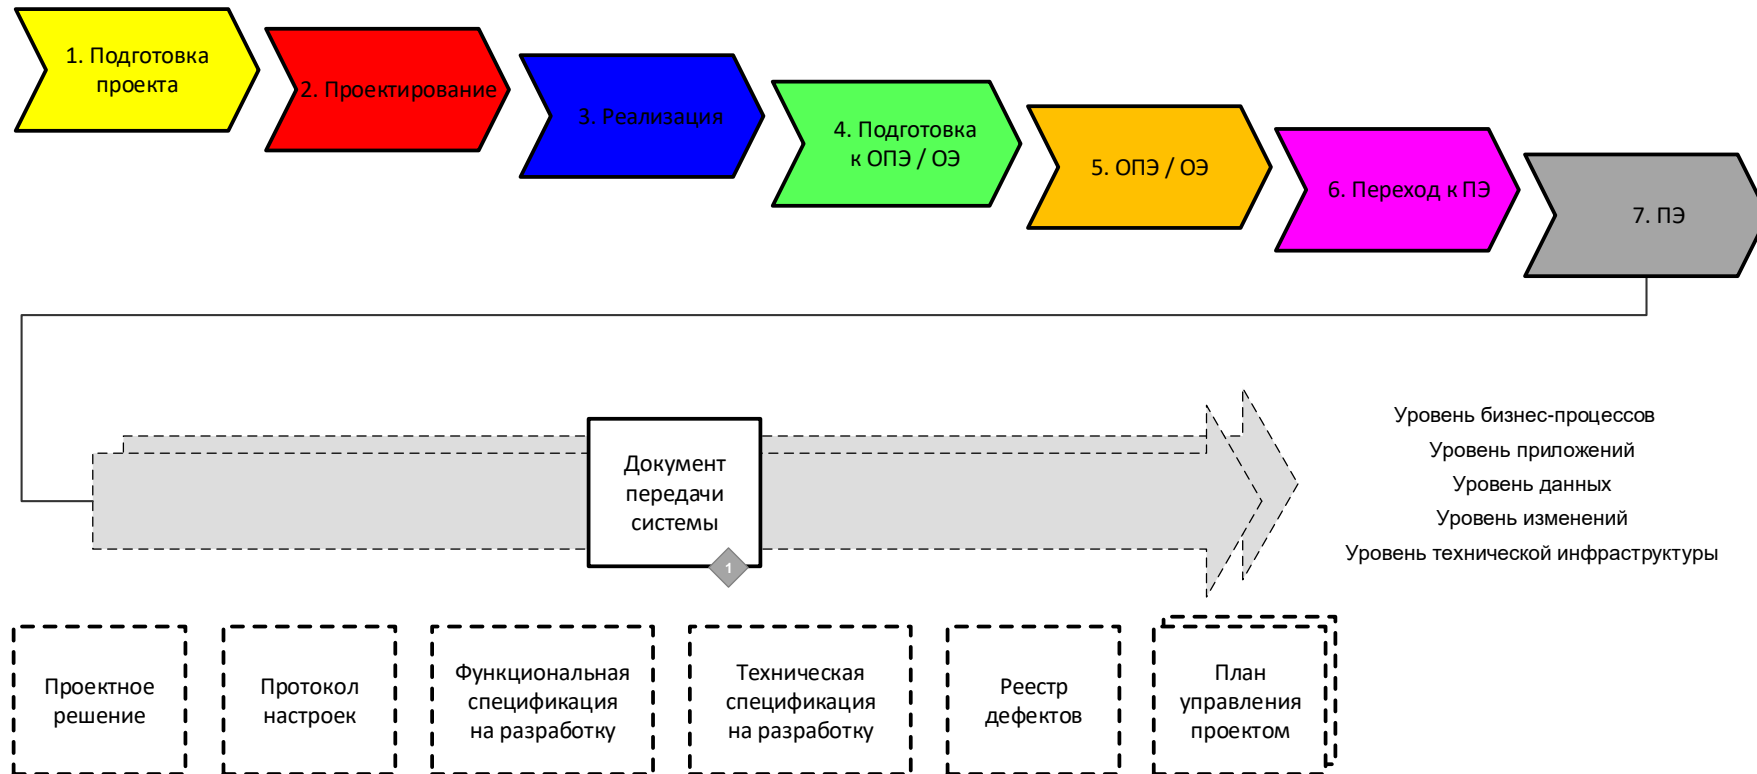 1. Подготовка
проекта
2. Проектирование
3. Реализация
4. Подготовка
к ОПЭ / ОЭ
5. ОПЭ / ОЭ
6. Переход к ПЭ
7. ПЭ
Документ
передачи
системы
1
Уровень бизнес-процессов
Уровень приложений
Уровень данных
Уровень изменений
Уровень технической инфраструктуры
Проектное
решение
Протокол
настроек
Функциональная
спецификация
на разработку
Техническая
спецификация
на разработку
Реестр
дефектов
План
управления
проектом